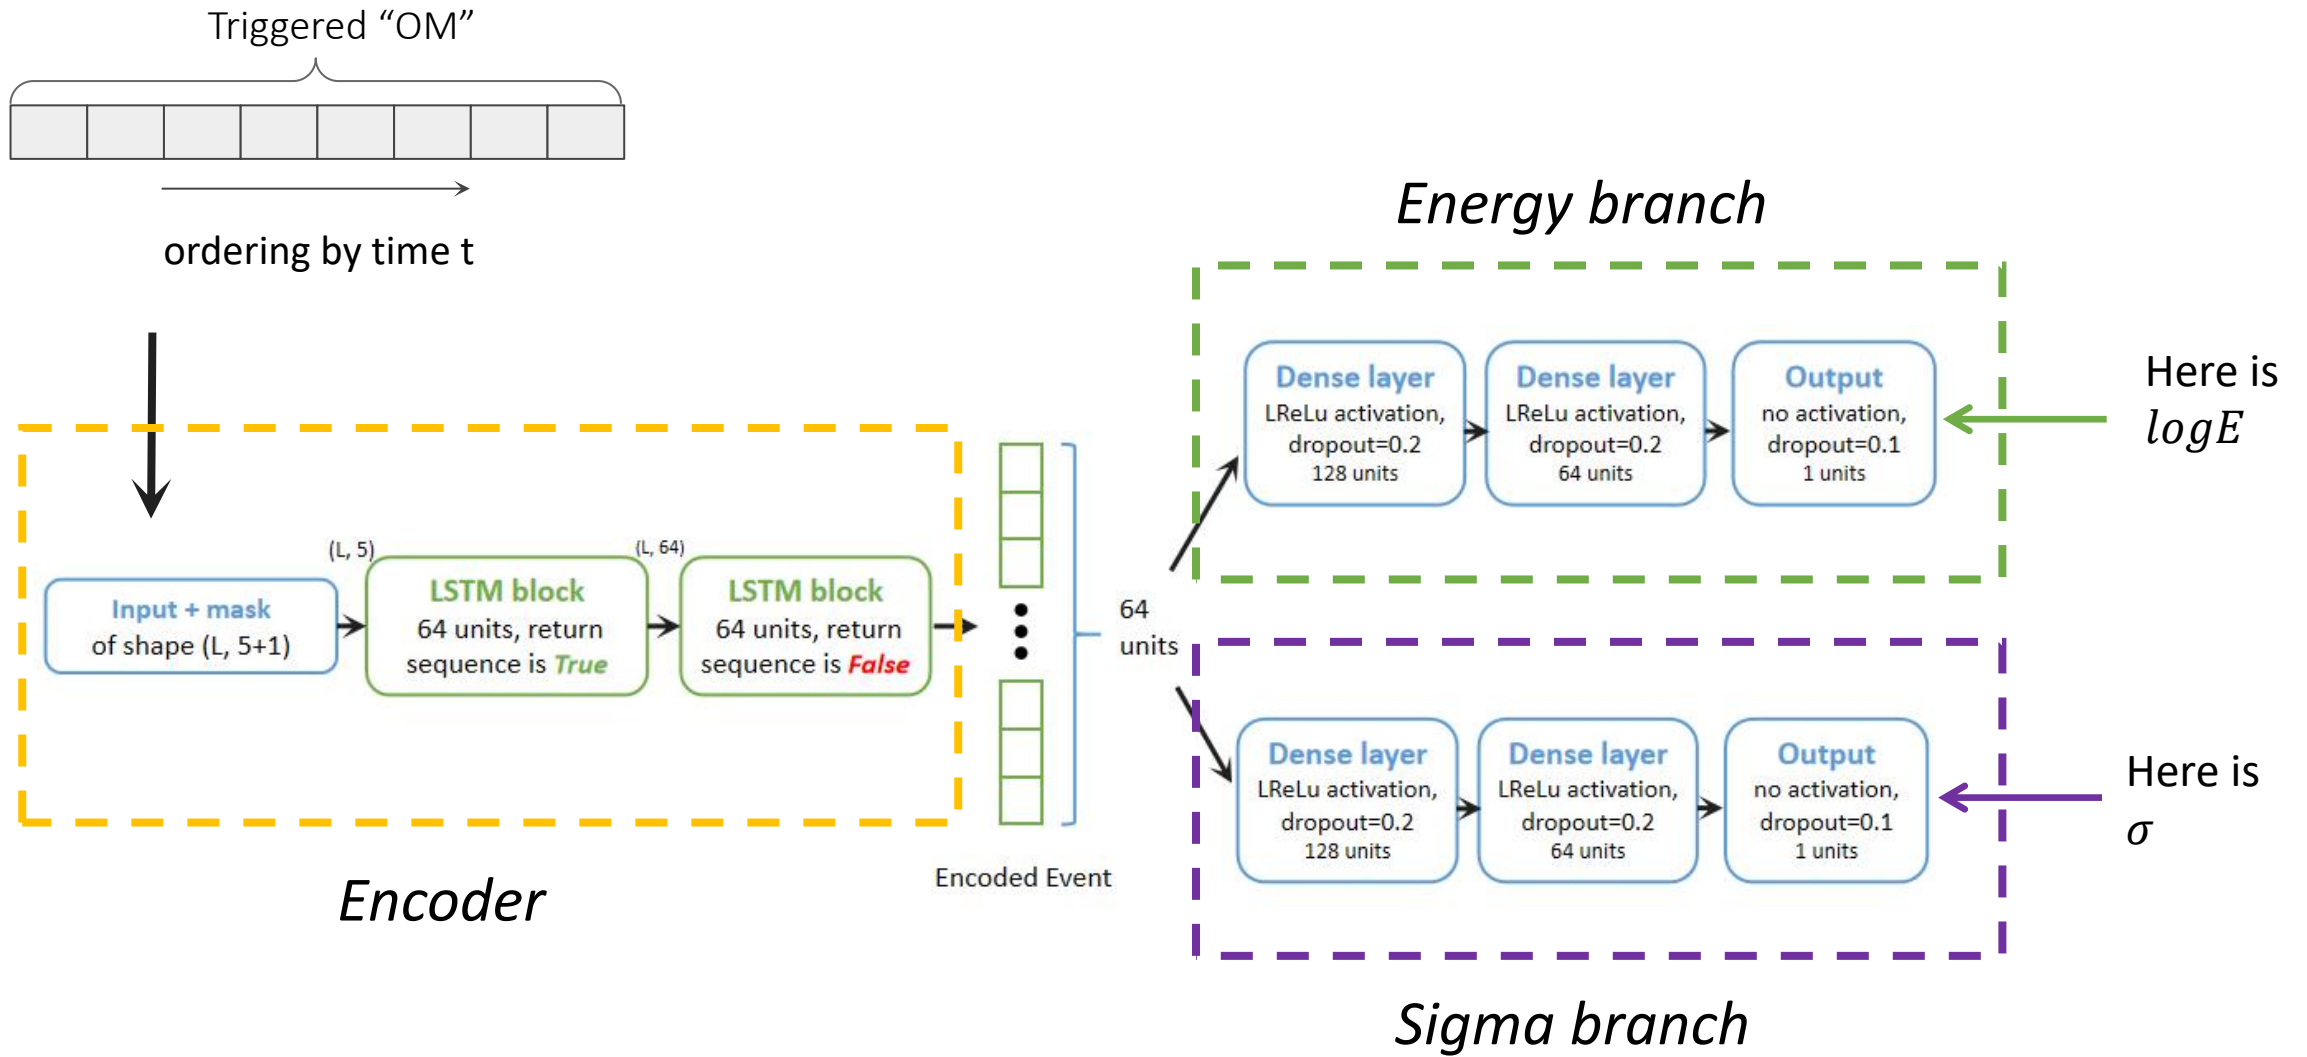 Triggered “OM”
ordering by time t
Input + mask
of shape (L, 5+1)
(L, 5)
LSTM block
64 units, return
sequence is True
(L, 64)
LSTM block
64 units, return
sequence is False
Encoder
Encoded Event
64
units
Energy branch
Dense layer
LReLu activation,
dropout=0.2
128 units
Dense layer
LReLu activation,
dropout=0.2
64 units
Output
no activation,
dropout=0.1
1 units
Here is
logE
Dense layer
LReLu activation,
dropout=0.2
128 units
Dense layer
LReLu activation,
dropout=0.2
64 units
Output
no activation,
dropout=0.1
1 units
Here is
σ
Sigma branch